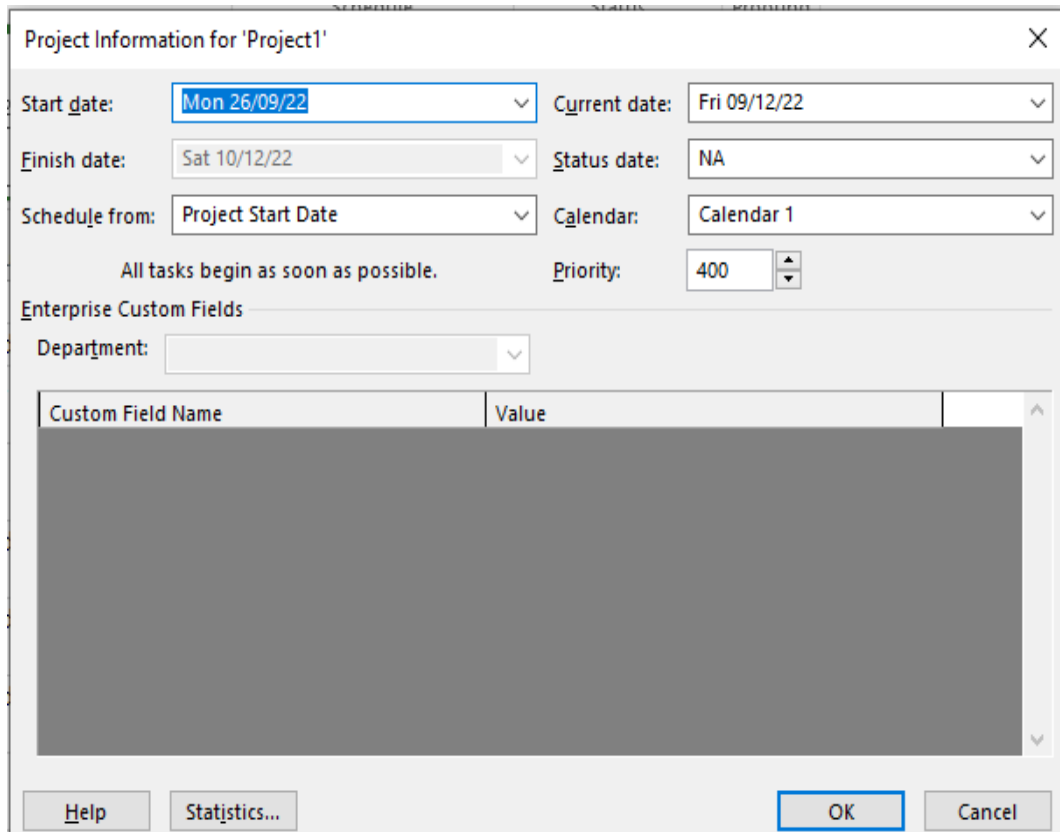 Project Information for 'Project1'
Start date: Mon 26/09/22 Current date: Fri 09/12/22
Finish date: Sat 10/12/22 Status date: NA
Schedule from: Project Start Date Calendar: Calendar 1
All tasks begin as soon as possible. Priority: 400
Enterprise Custom Fields
Department:
Custom Field Name Value
Help Statistics... OK Cancel